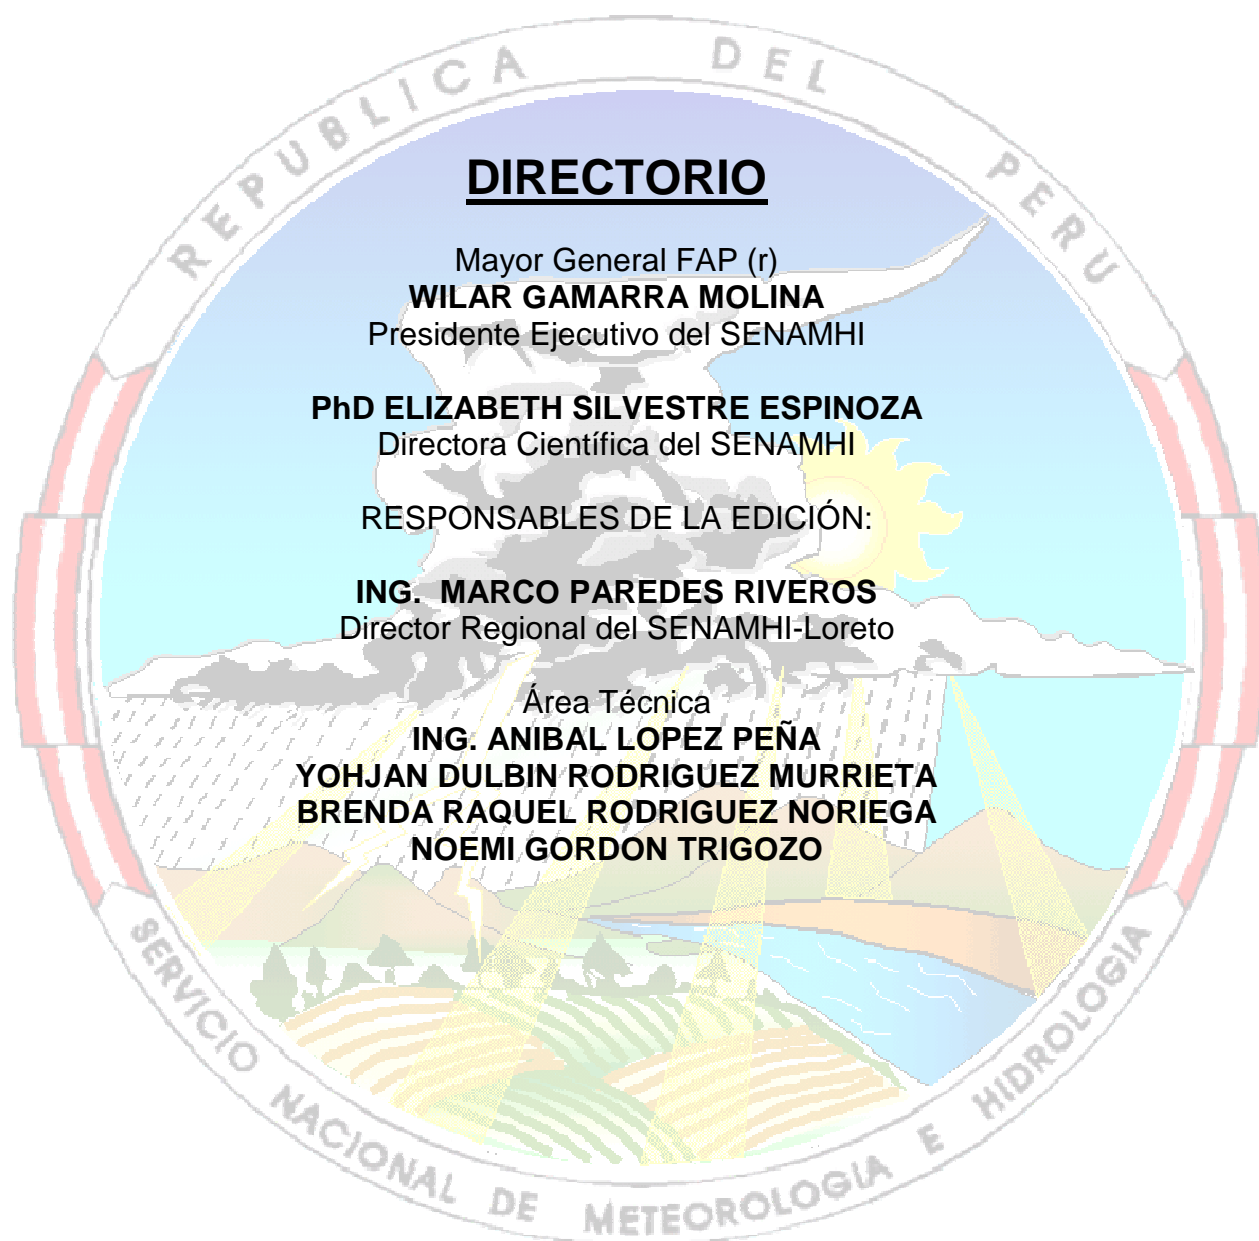 REPUBLICA DEL PERU
DIRECTORIO
Mayor General FAP (r)
WILAR GAMARRA MOLINA
Presidente Ejecutivo del SENAMHI
PhD ELIZABETH SILVESTRE ESPINOZA
Directora Científica del SENAMHI
RESPONSABLES DE LA EDICIÓN:
ING. MARCO PAREDES RIVEROS
Director Regional del SENAMHI-Loreto
Área Técnica
ING. ANIBAL LOPEZ PEÑA
YOHJAN DULBIN RODRIGUEZ MURRIETA
BRENDA RAQUEL RODRIGUEZ NORIEGA
NOEMI GORDON TRIGOZO
SERVICIO NACIONAL DE METEOROLOGIA E HIDROLOGIA